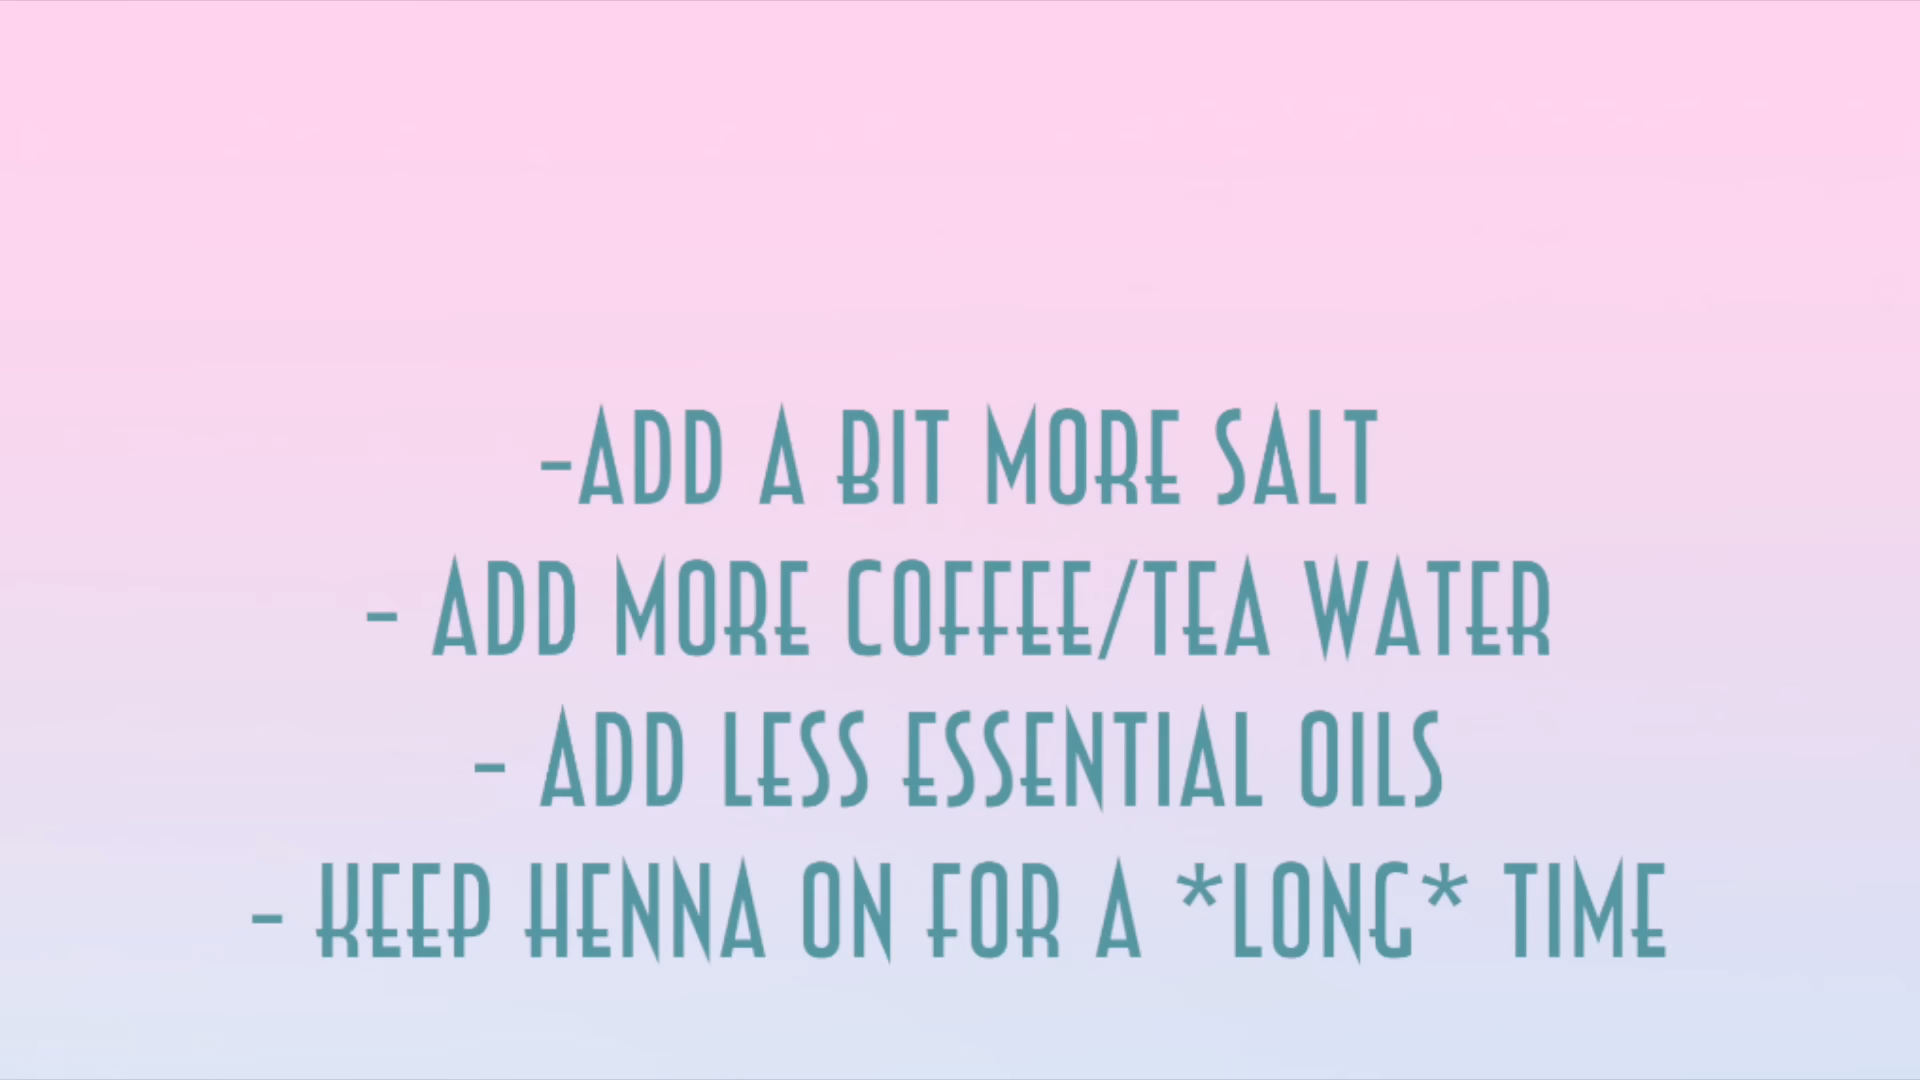 -ADD A BIT MORE SALT
- ADD MORE COFFEE/TEA WATER
- ADD LESS ESSENTIAL OILS
- KEEP HENNA ON FOR A *LONG* TIME